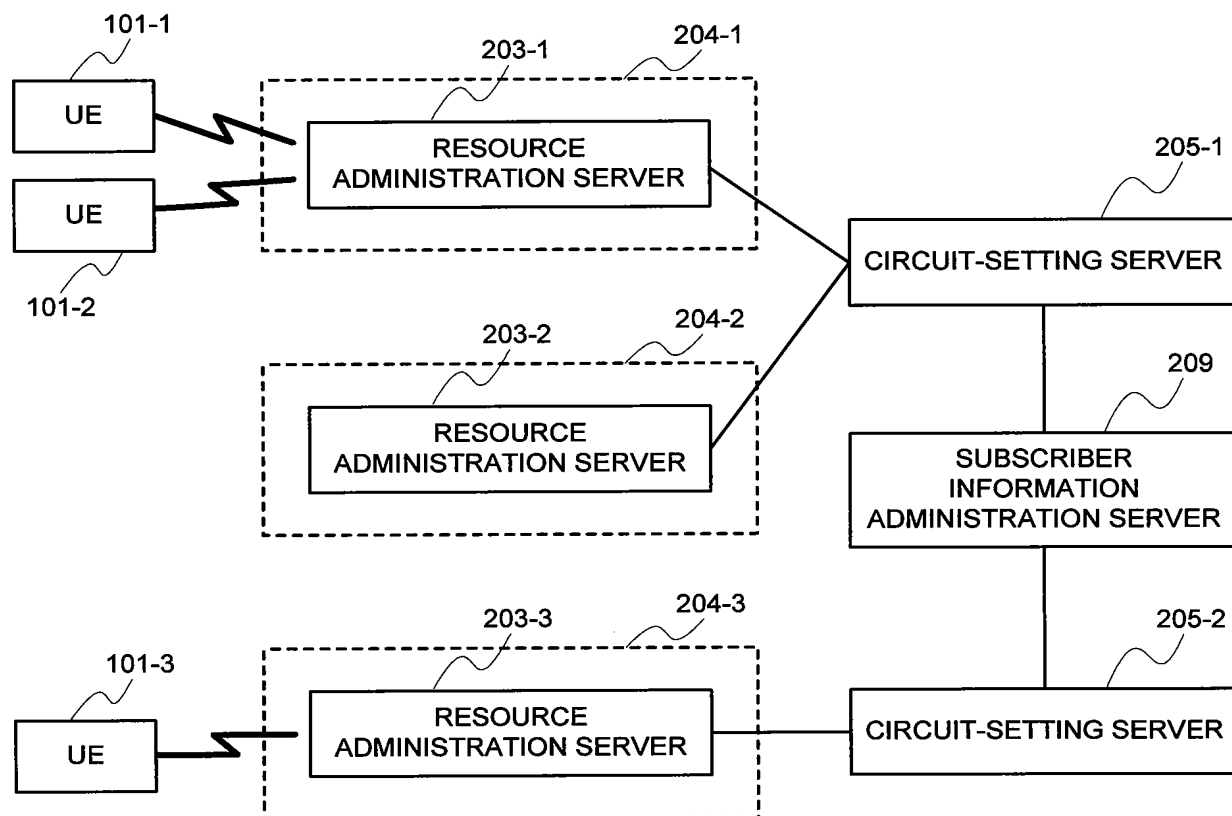 101-1
203-1
204-1
UE
RESOURCE
ADMINISTRATION SERVER
205-1
UE
CIRCUIT-SETTING SERVER
101-2
203-2
204-2
209
RESOURCE
ADMINISTRATION SERVER
SUBSCRIBER
INFORMATION
ADMINISTRATION SERVER
203-3
204-3
205-2
101-3
RESOURCE
ADMINISTRATION SERVER
CIRCUIT-SETTING SERVER
UE